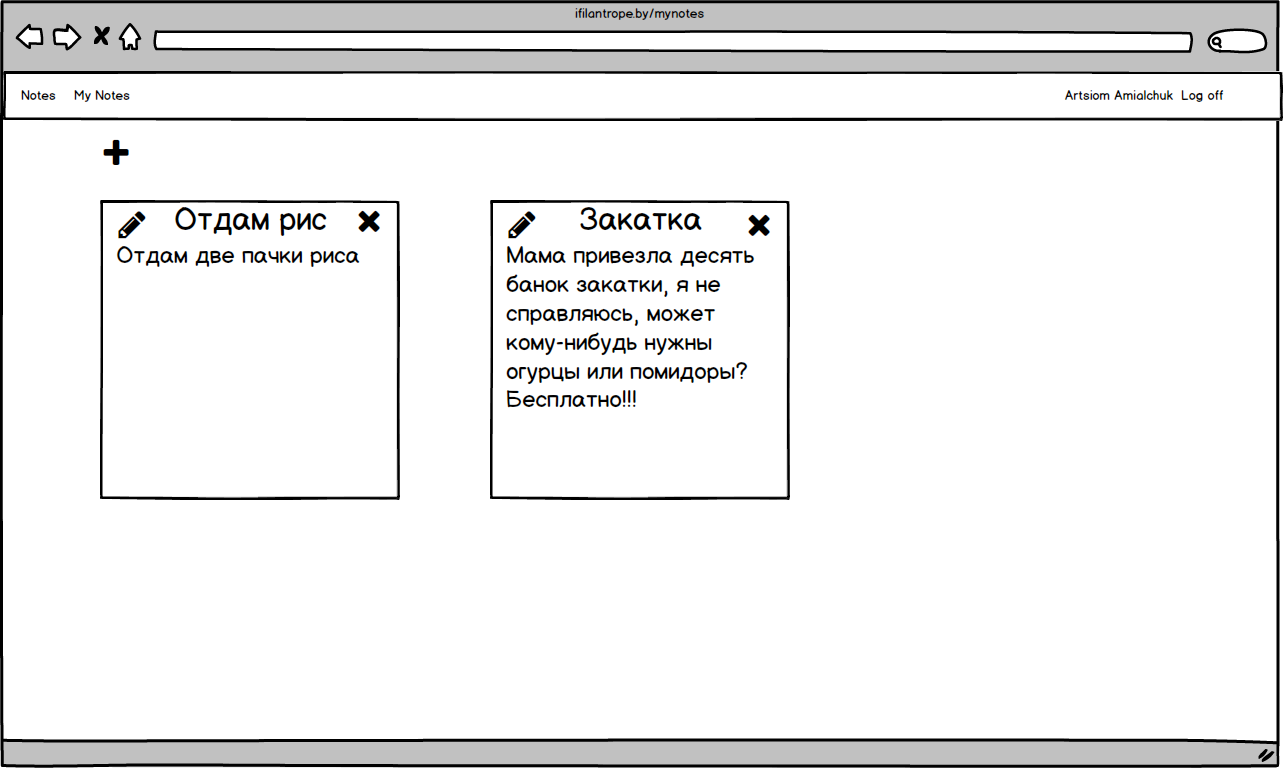 ifilantrope.by/mynotes
Notes My Notes Artsiom Amialchuk Log off
Отдам рис
Отдам две пачки риса
Закатка
Мама привезла десять
банок закатки, я не
справляюсь, может
кому-нибудь нужны
огурцы или помидоры?
Бесплатно!!!